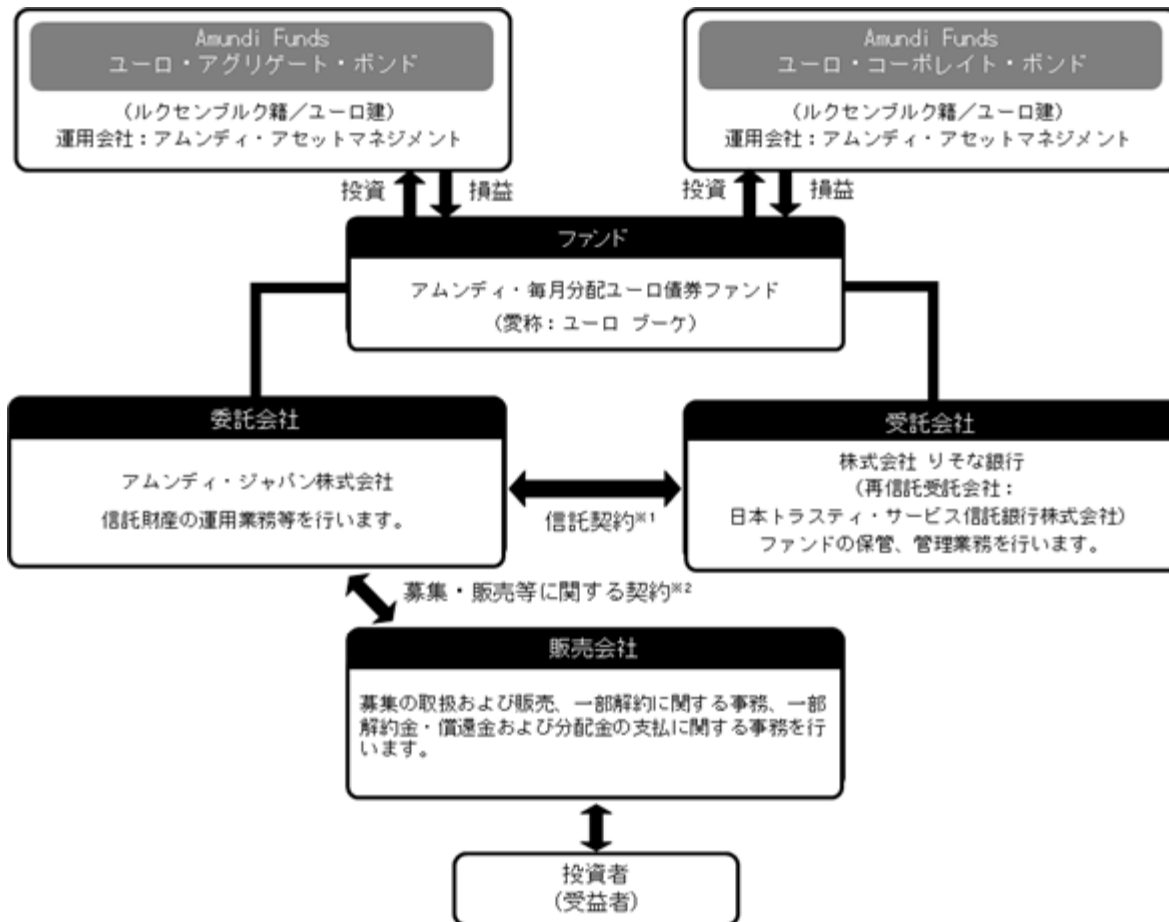 Amundi Funds
ユーロ・アグリゲート・ボンド
(ルクセンブルク籍/ユーロ建)
運用会社:アムンディ・アセットマネジメント
Amundi Funds
ユーロ・コーポレイト・ボンド
(ルクセンブルク籍/ユーロ建)
運用会社:アムンディ・アセットマネジメント
投資
損益
投資
損益
ファンド
アムンディ・毎月分配ユーロ債券ファンド
(愛称:ユーロ ブーケ)
委託会社
アムンディ・ジャパン株式会社
信託財産の運用業務等を行います。
信託契約※1
受託会社
株式会社 りそな銀行
(再信託受託会社:
日本トラスティ・サービス信託銀行株式会社)
ファンドの保管、管理業務を行います。
募集・販売等に関する契約※2
販売会社
募集の取扱および販売、一部解約に関する事務、一部
解約金・償還金および分配金の支払に関する事務を行
います。
投資者
(受益者)